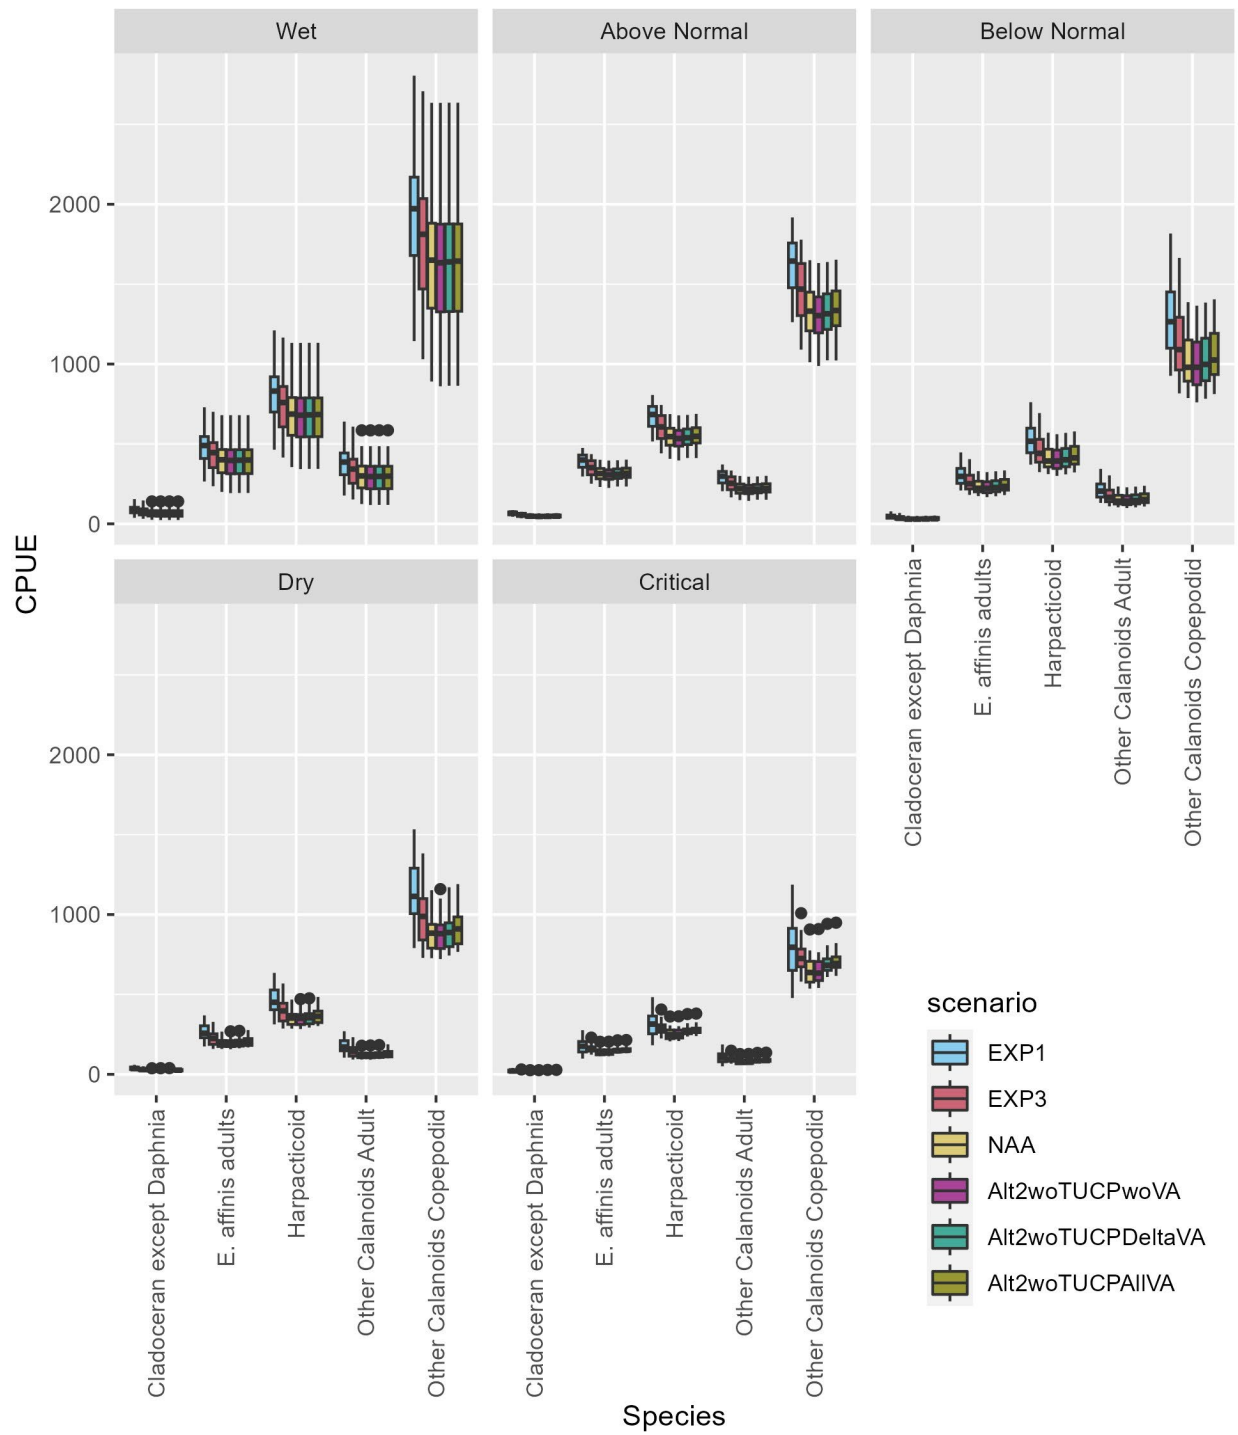 Wet
Above Normal
Below Normal
2000
1000
0
CPUE
Cladoceran except Daphnia
E. affinis adults
Harpacticoid
Other Calanoids Adult
Other Calanoids Copepodid
Dry
Critical
2000
1000
0
Cladoceran except Daphnia
E. affinis adults
Harpacticoid
Other Calanoids Adult
Other Calanoids Copepodid
Cladoceran except Daphnia
E. affinis adults
Harpacticoid
Other Calanoids Adult
Other Calanoids Copepodid
Species
scenario
EXP1
EXP3
NAA
Alt2woTUCPwoVA
Alt2woTUCPDeltaVA
Alt2woTUCPAllVA